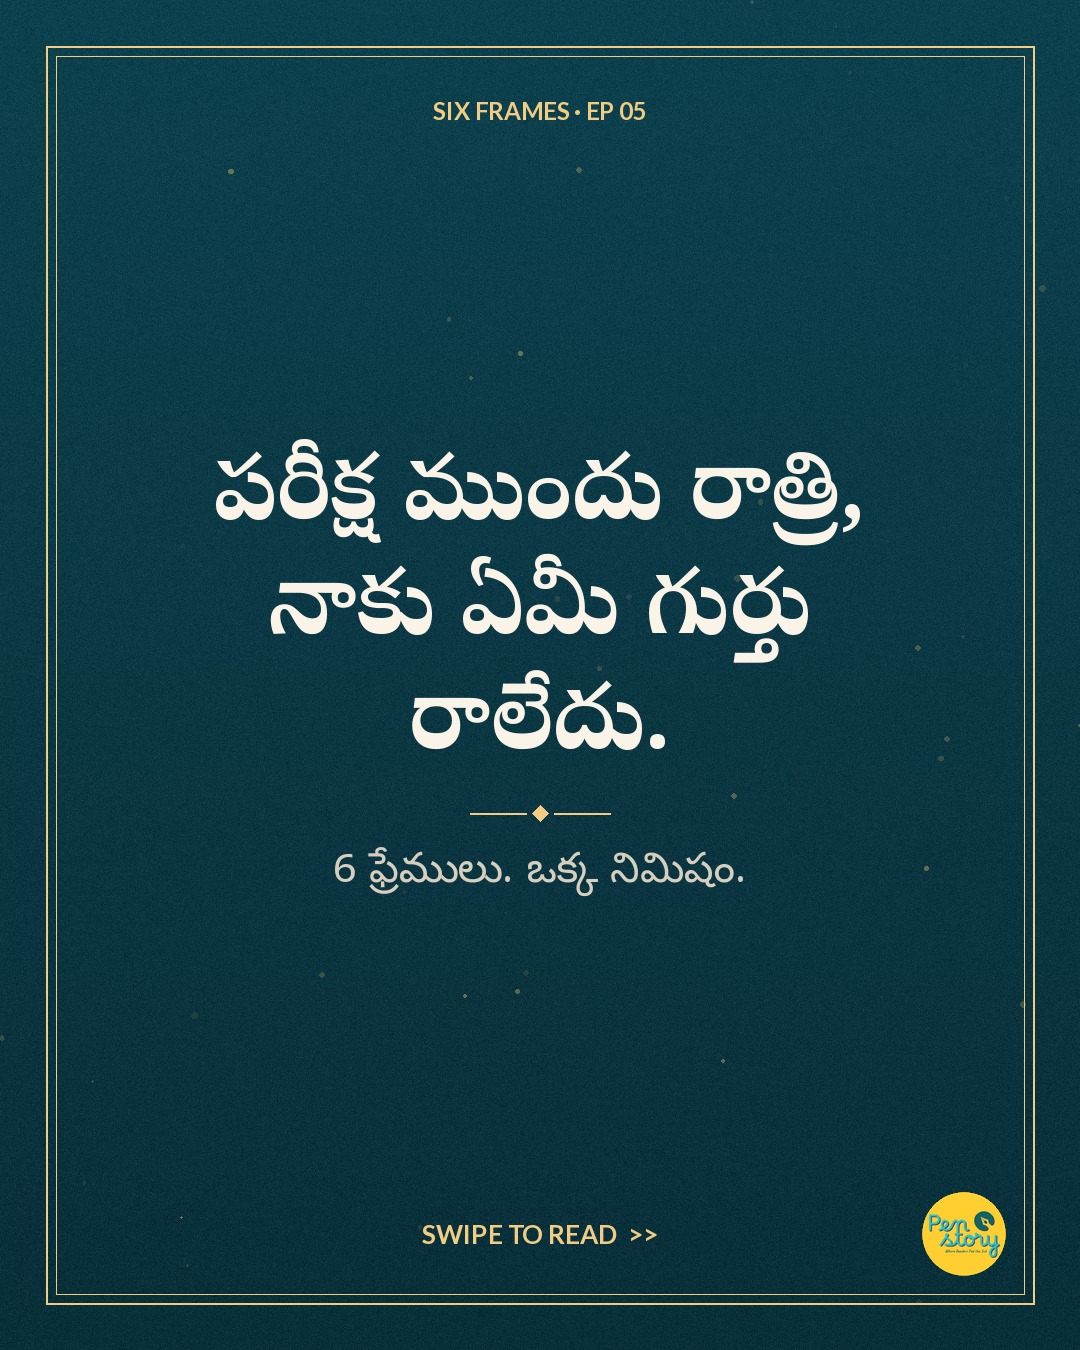 SIX FRAMES · EP 05
పరీక్ష ముందు రాత్రి,
నాకు ఏమీ గుర్తు
రాలేదు.
6 ఫ్రేములు. ఒక్క నిమిషం.
SWIPE TO READ >>
Pen
story